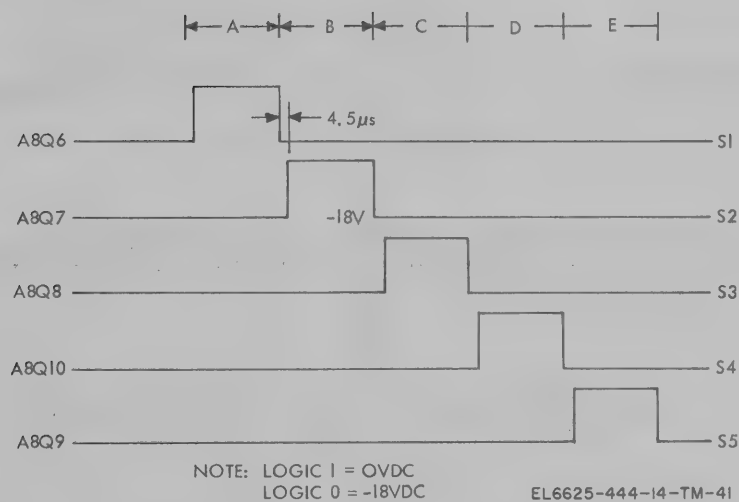 A B C D E
4.5μs
A8Q6 S1
A8Q7 -18V S2
A8Q8 S3
A8Q10 S4
A8Q9 S5
NOTE: LOGIC 1 = 0VDC
LOGIC 0 = -18VDC EL6625-444-14-TM-41